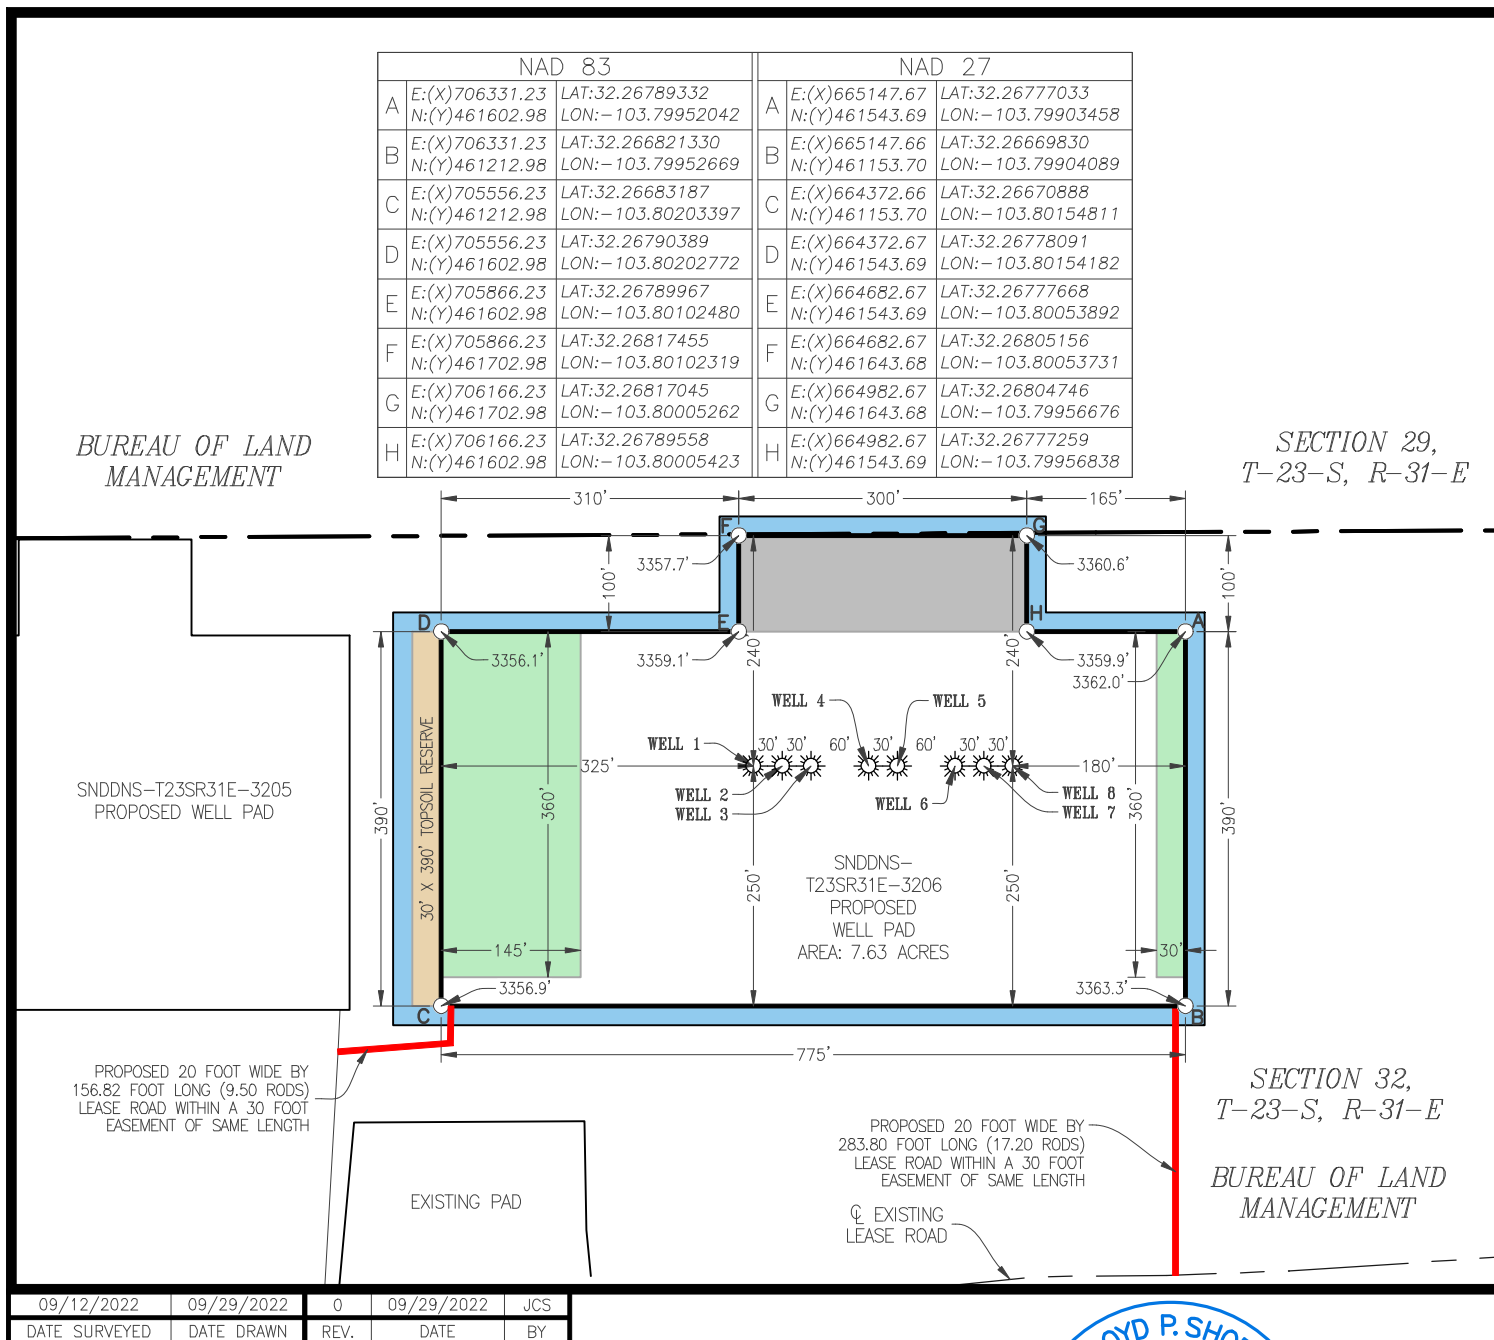 NAD 83
NAD 27
A E:(X)706331.23 LAT:32.26789332 A E:(X)665147.67 LAT:32.26777033
N:(Y)461602.98 LON:-103.79952042 N:(Y)461543.69 LON:-103.79903458
B E:(X)706331.23 LAT:32.266821330 B E:(X)665147.66 LAT:32.26669830
N:(Y)461212.98 LON:-103.79952669 N:(Y)461153.70 LON:-103.79904089
C E:(X)705556.23 LAT:32.26683187 C E:(X)664372.66 LAT:32.26670888
N:(Y)461212.98 LON:-103.80203397 N:(Y)461153.70 LON:-103.80154811
D E:(X)705556.23 LAT:32.26790389 D E:(X)664372.67 LAT:32.26778091
N:(Y)461602.98 LON:-103.80202772 N:(Y)461543.69 LON:-103.80154182
E E:(X)705866.23 LAT:32.26789967 E E:(X)664682.67 LAT:32.26777668
N:(Y)461602.98 LON:-103.80102480 N:(Y)461543.69 LON:-103.80053892
F E:(X)705866.23 LAT:32.26817455 F E:(X)664682.67 LAT:32.26805156
N:(Y)461702.98 LON:-103.80102319 N:(Y)461643.68 LON:-103.80053731
G E:(X)706166.23 LAT:32.26817045 G E:(X)664982.67 LAT:32.26804746
N:(Y)461702.98 LON:-103.80005262 N:(Y)461643.68 LON:-103.79956676
H E:(X)706166.23 LAT:32.26789558 H E:(X)664982.67 LAT:32.26777259
N:(Y)461602.98 LON:-103.80005423 N:(Y)461543.69 LON:-103.79956838
BUREAU OF LAND
MANAGEMENT
SECTION 29,
T-23-S, R-31-E
310' 300' 165'
F G
3357.7' 3360.6'
100' 100'
D E H A
3356.1' 3359.1' 3359.9'
3362.0'
240' 240'
WELL 4 WELL 5
WELL 1
30' 30' 60' 30' 60' 30' 30'
325' 180'
WELL 2
WELL 3
WELL 6
WELL 8
WELL 7
SNDDNS-T23SR31E-3205
PROPOSED WELL PAD
390'
30' X 390' TOPSOIL RESERVE
360' 360'
390'
SNDDNS-
T23SR31E-3206
PROPOSED
WELL PAD
AREA: 7.63 ACRES
250' 250'
145' 30'
3356.9' 3363.3'
C B
775'
PROPOSED 20 FOOT WIDE BY
156.82 FOOT LONG (9.50 RODS)
LEASE ROAD WITHIN A 30 FOOT
EASEMENT OF SAME LENGTH
SECTION 32,
T-23-S, R-31-E
PROPOSED 20 FOOT WIDE BY
283.80 FOOT LONG (17.20 RODS)
LEASE ROAD WITHIN A 30 FOOT
EASEMENT OF SAME LENGTH
BUREAU OF LAND
MANAGEMENT
EXISTING PAD
℄ EXISTING
LEASE ROAD
09/12/2022 09/29/2022 0 09/29/2022 JCS
DATE SURVEYED DATE DRAWN REV. DATE BY
P.